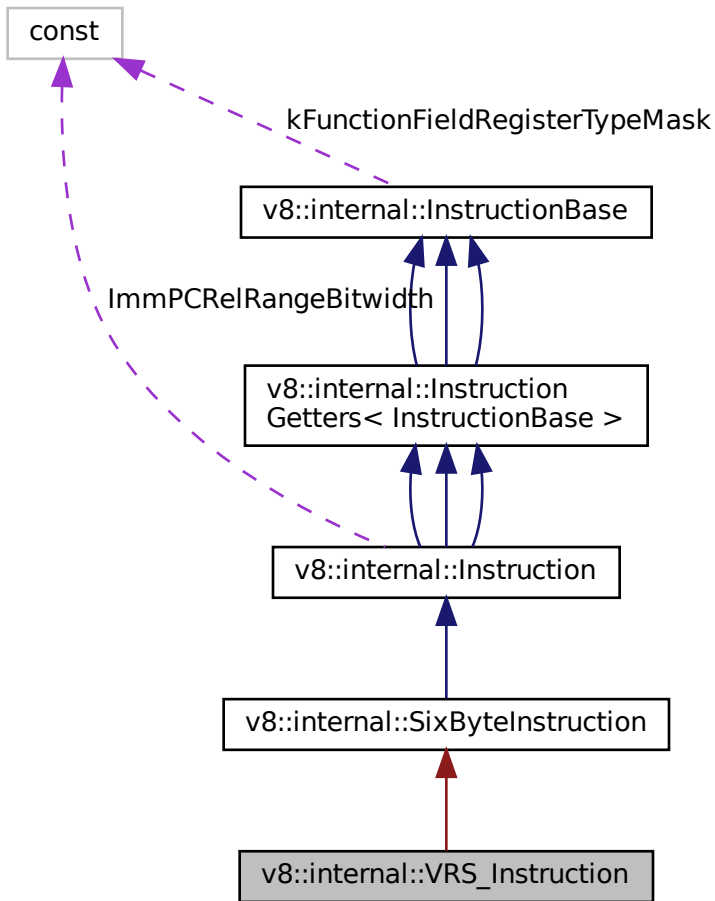 const
kFunctionFieldRegisterTypeMask
v8::internal::InstructionBase
ImmPCRelRangeBitwidth
v8::internal::Instruction
Getters< InstructionBase >
v8::internal::Instruction
v8::internal::SixByteInstruction
v8::internal::VRS_Instruction